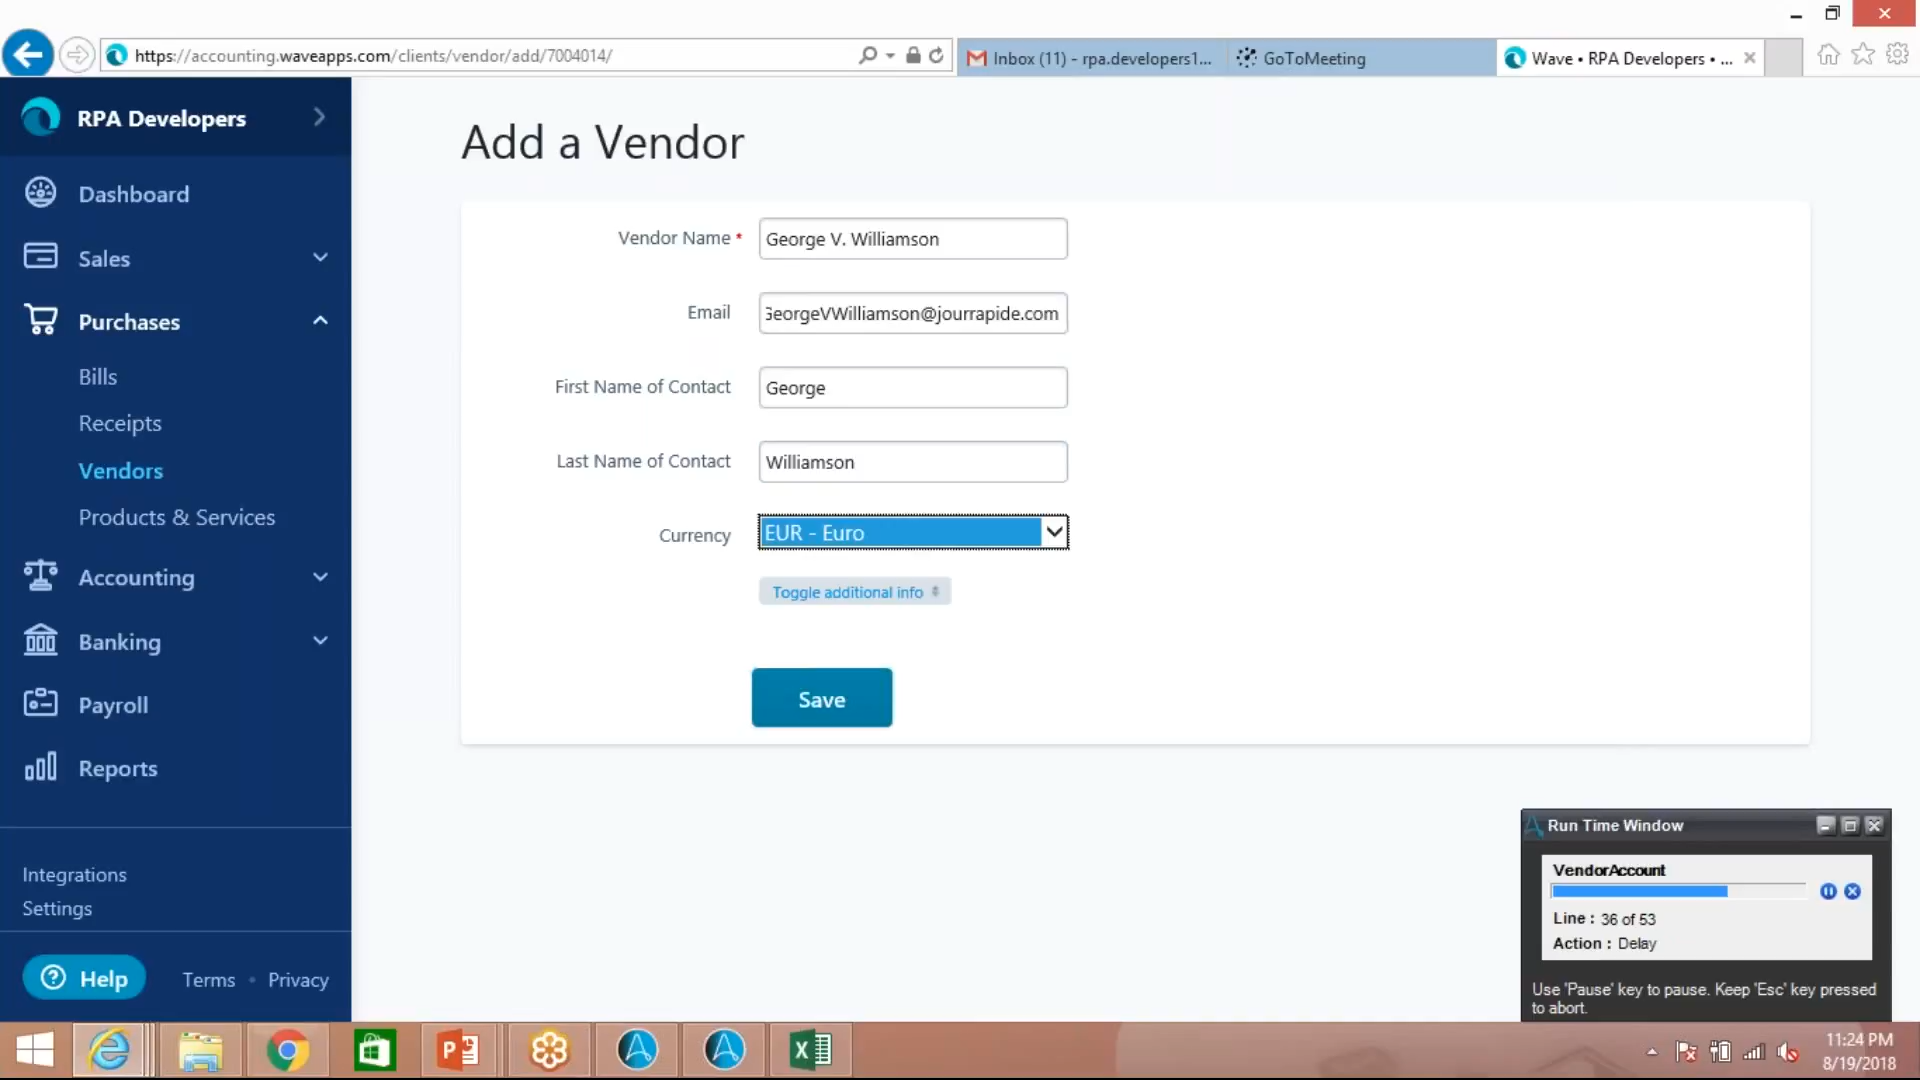 https://accounting.waveapps.com/clients/vendor/add/7004014/
Inbox (11) - rpa.developers1...
GoToMeeting
Wave • RPA Developers • ...
RPA Developers
Dashboard
Sales
Purchases
Bills
Receipts
Vendors
Products & Services
Accounting
Banking
Payroll
Reports
Integrations
Settings
Help
Terms • Privacy
Add a Vendor
Vendor Name *
George V. Williamson
Email
GeorgeVWilliamson@jourrapide.com
First Name of Contact
George
Last Name of Contact
Williamson
Currency
EUR - Euro
Toggle additional info
Save
Run Time Window
VendorAccount
Line : 36 of 53
Action : Delay
Use 'Pause' key to pause. Keep 'Esc' key pressed
to abort.
11:24 PM
8/19/2018